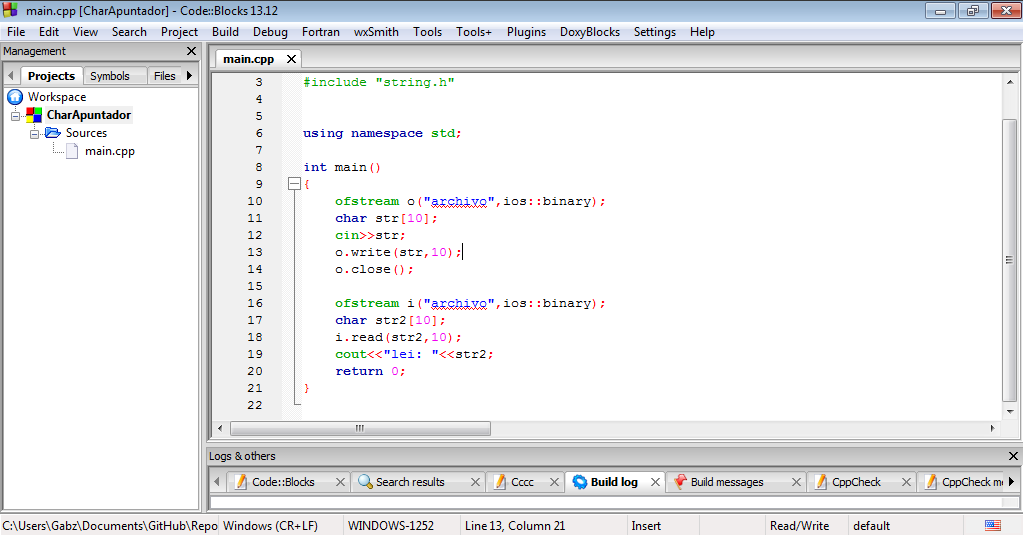 main.cpp [CharApuntador] - Code::Blocks 13.12
File Edit View Search Project Build Debug Fortran wxSmith Tools Tools+ Plugins DoxyBlocks Settings Help
Management
Projects Symbols Files
Workspace
CharApuntador
Sources
main.cpp
main.cpp
3 #include "string.h"
4
5
6 using namespace std;
7
8 int main()
9 {
10 ofstream o("archivo",ios::binary);
11 char str[10];
12 cin>>str;
13 o.write(str,10);
14 o.close();
15
16 ofstream i("archivo",ios::binary);
17 char str2[10];
18 i.read(str2,10);
19 cout<<"lei: "<<str2;
20 return 0;
21 }
22
Logs & others
Code::Blocks Search results Cccc Build log Build messages CppCheck CppCheck me
C:\Users\Gabz\Documents\GitHub\Repo Windows (CR+LF) WINDOWS-1252 Line 13, Column 21 Insert Read/Write default